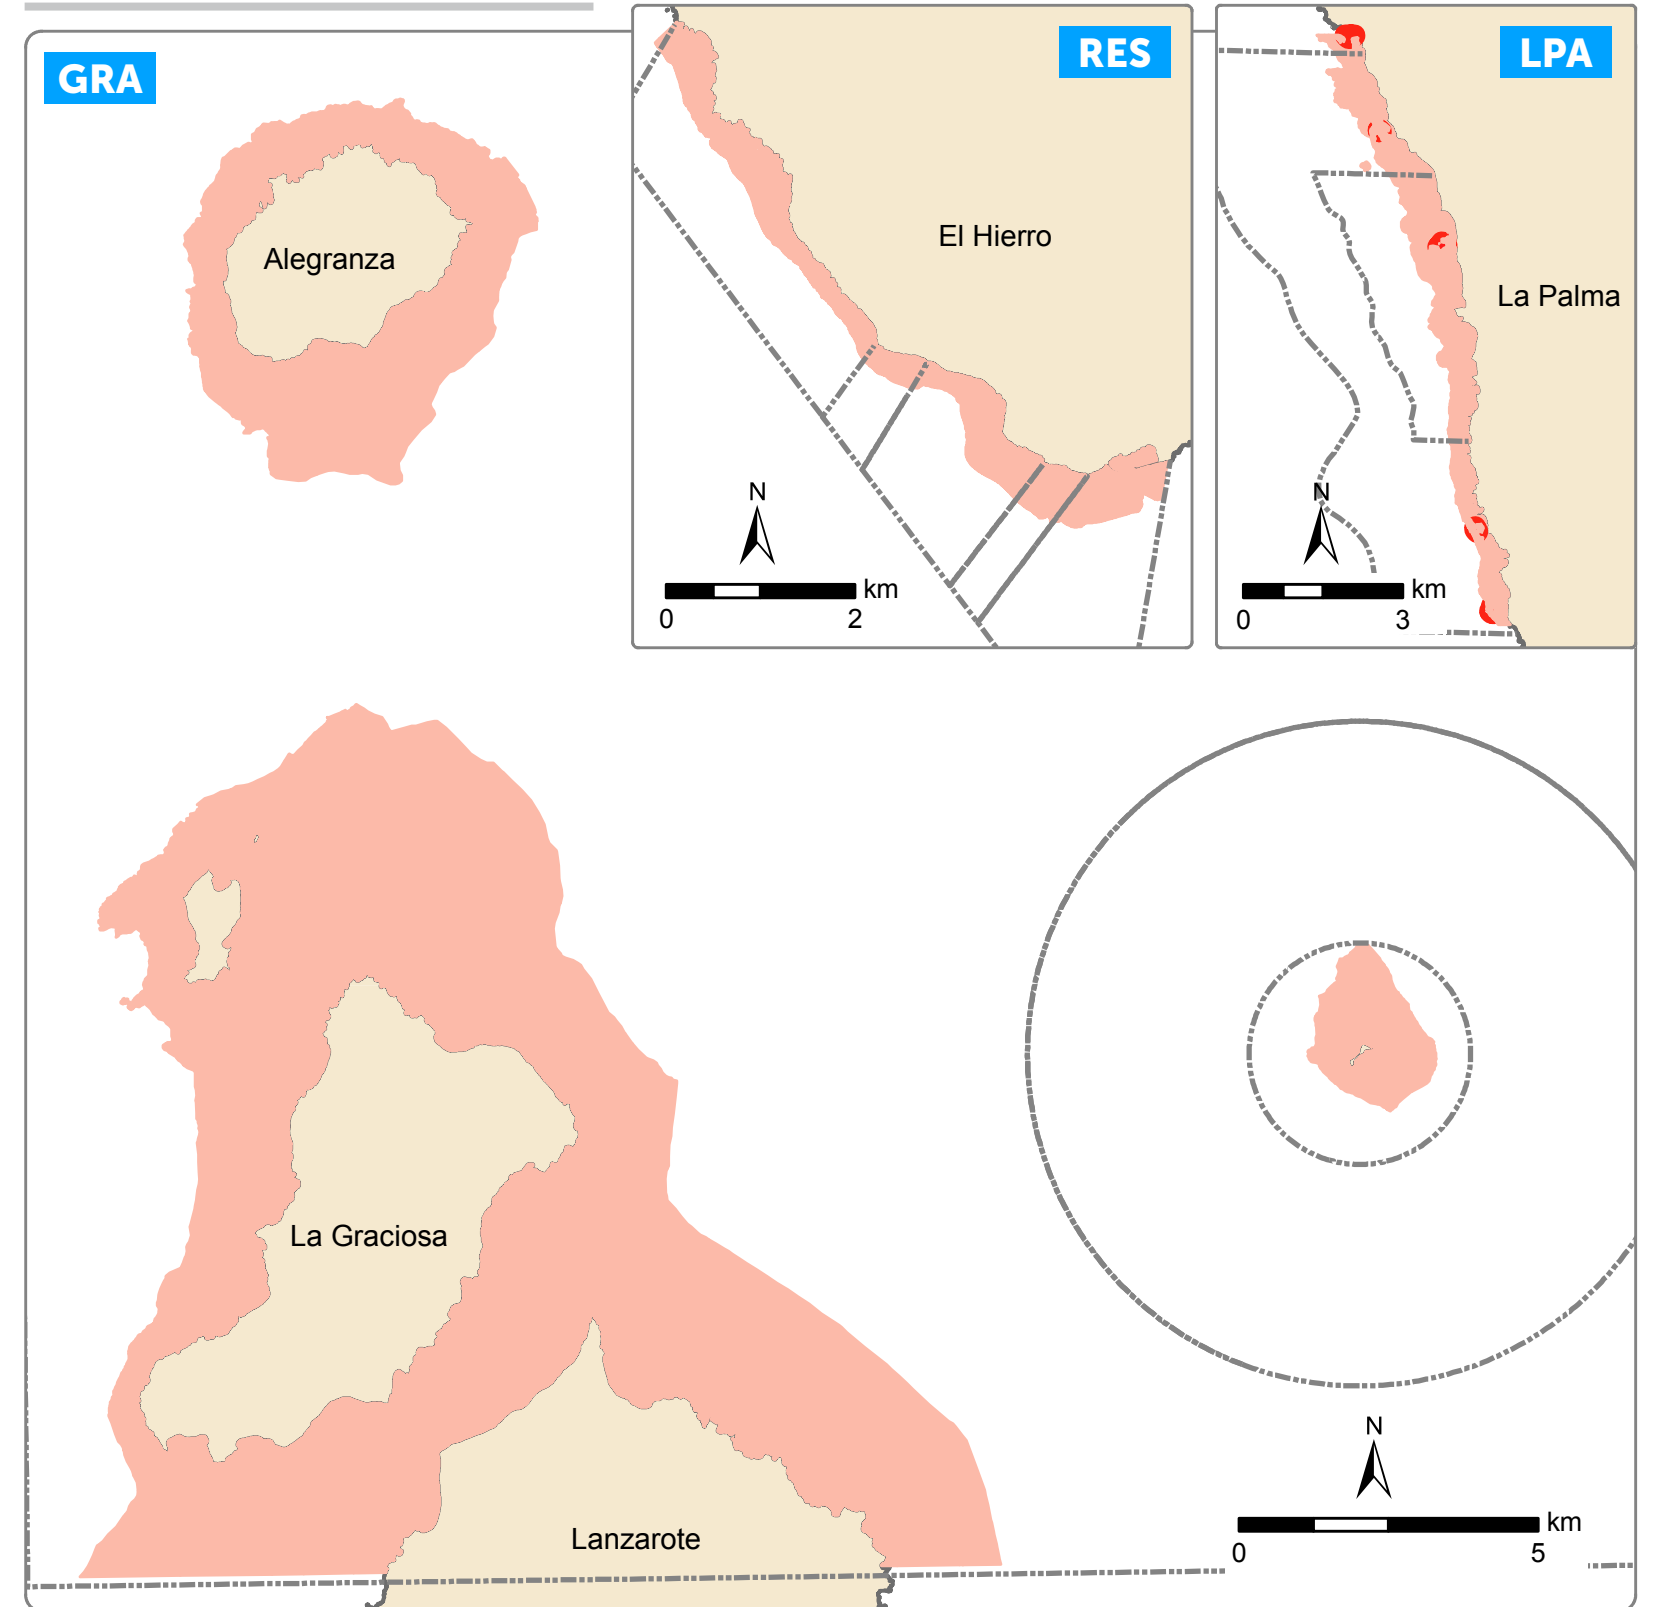 GRA
RES
LPA
Alegranza
El Hierro
La Palma
N
0 2 km
N
0 3 km
La Graciosa
Lanzarote
N
0 5 km